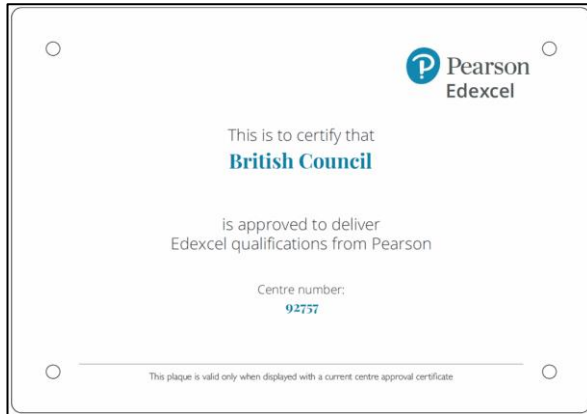 Pearson
Edexcel
This is to certify that
British Council
is approved to deliver
Edexcel qualifications from Pearson
Centre number:
92757
This plaque is valid only when displayed with a current centre approval certificate